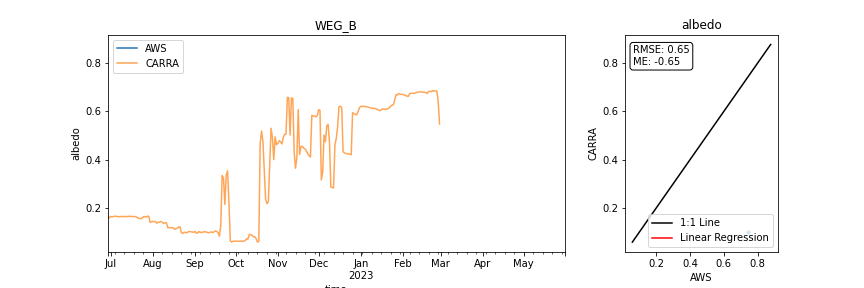 WEG_B
albedo
AWS
CARRA
RMSE: 0.65
ME: -0.65
0.8
0.6
0.4
0.2
albedo
Jul Aug Sep Oct Nov Dec Jan Feb Mar Apr May
2023
time
0.8
0.6
0.4
0.2
CARRA
1:1 Line
Linear Regression
0.2 0.4 0.6 0.8
AWS